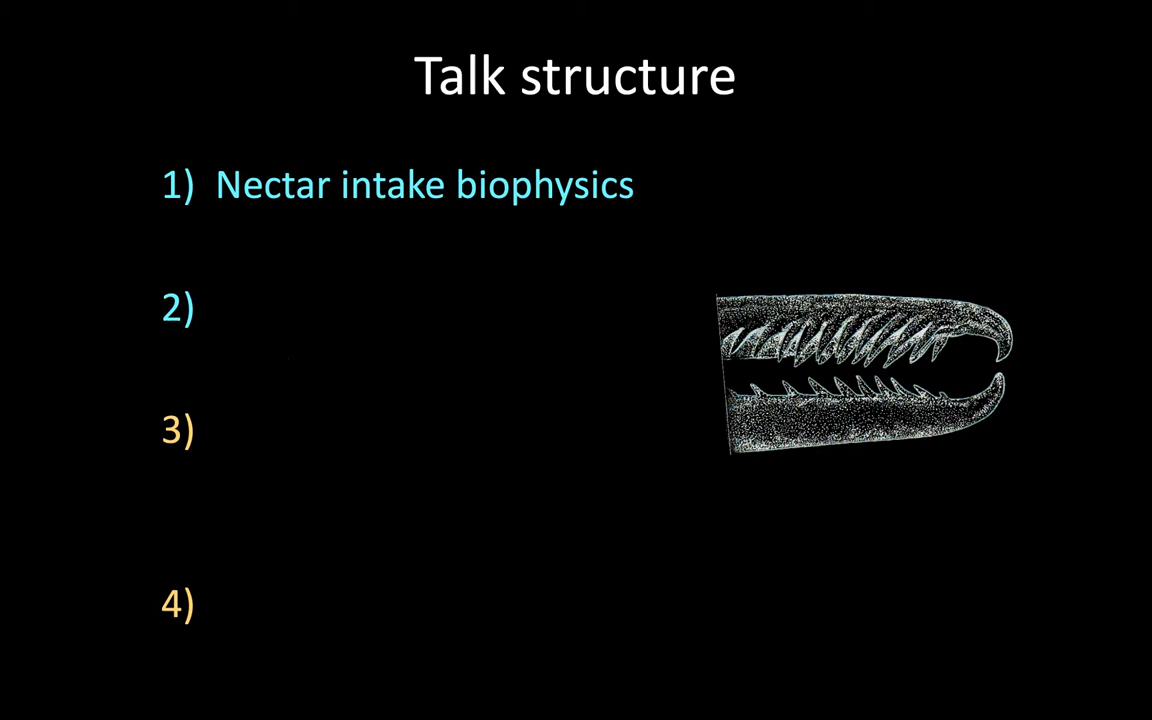 Talk structure
1) Nectar intake biophysics
2)
3)
4)